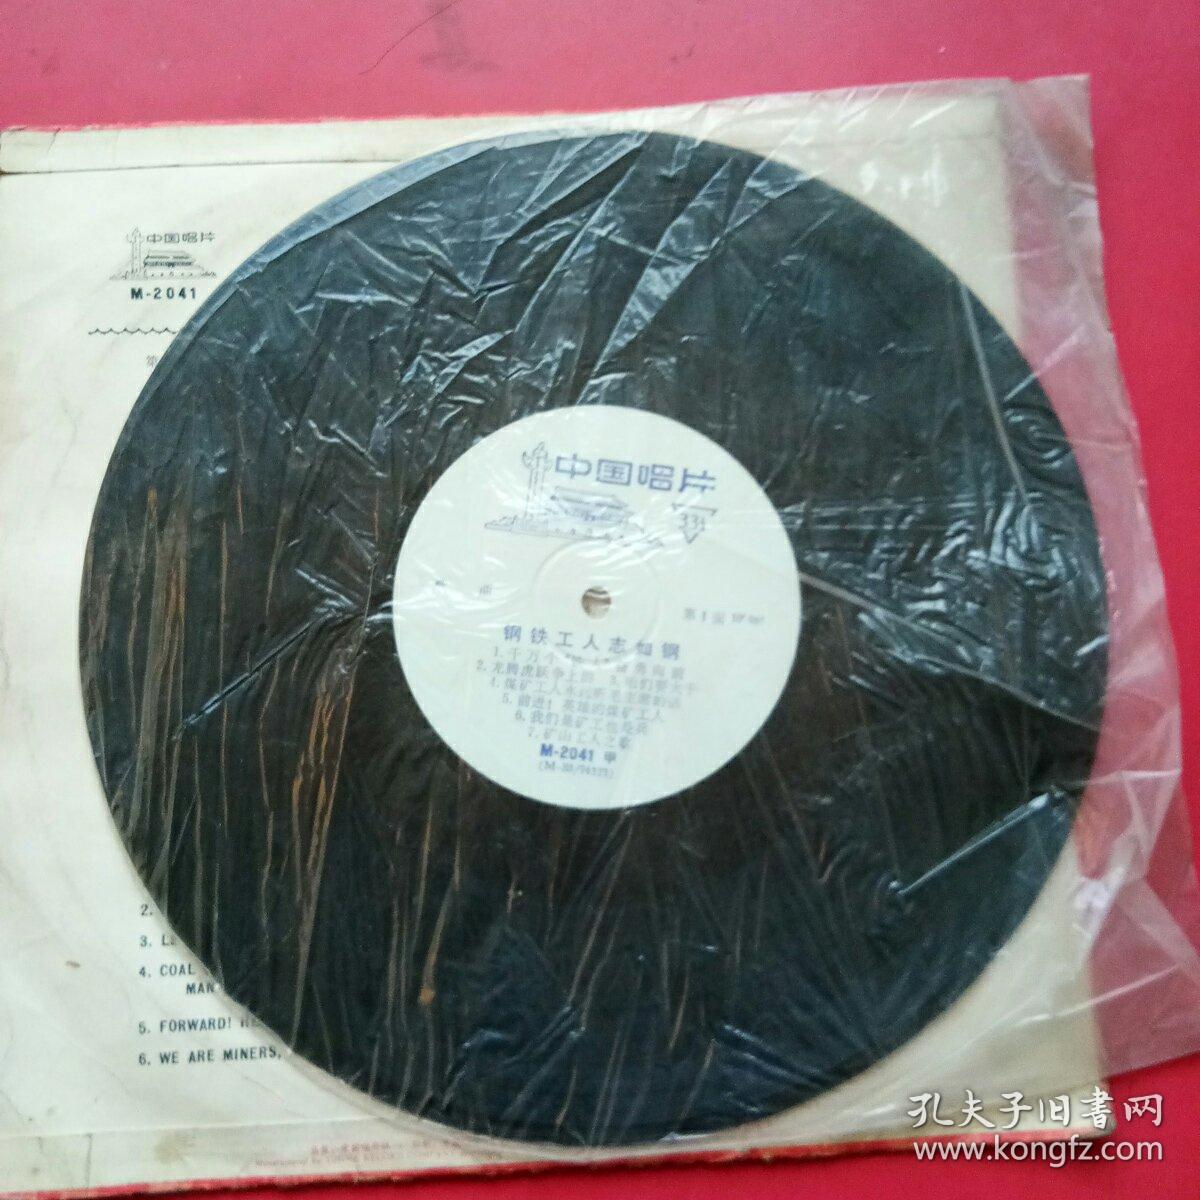 中国唱片
M-2041
中国唱片
33
曲
第1面
钢铁工人志如钢
1.千万个
2.龙腾虎跃争上游 3.我们要大干
4.煤矿工人永远听毛主席的话
5.前进！英雄的煤矿工人
6.我们是矿工也是兵
7.矿山工人之歌
M-2041 甲
2.
3.
4. COAL
MAN
5. FORWARD!
6. WE ARE MINERS,
孔夫子旧書网
www.kongfz.com